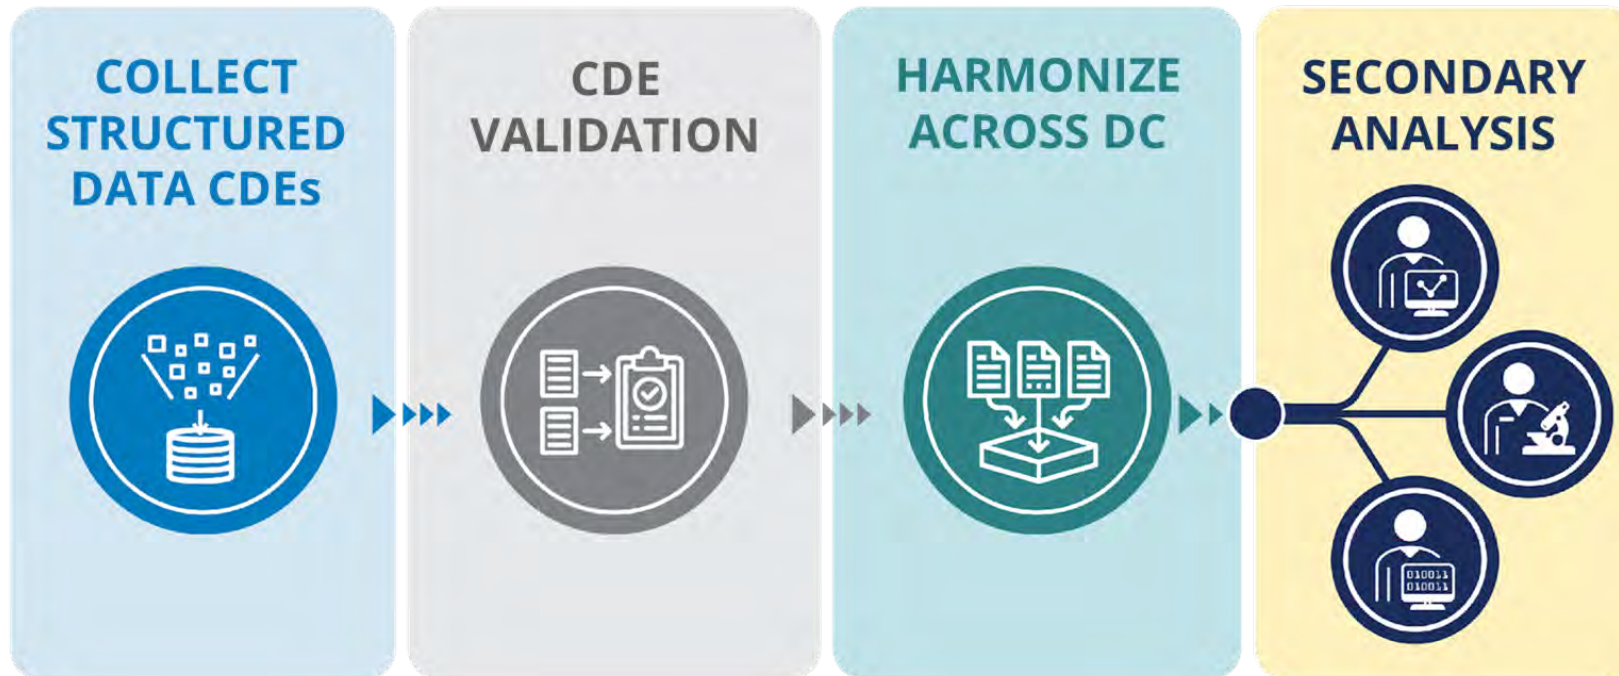 COLLECT
STRUCTURED
DATA CDEs
CDE
VALIDATION
HARMONIZE
ACROSS DC
SECONDARY
ANALYSIS
010011
010011